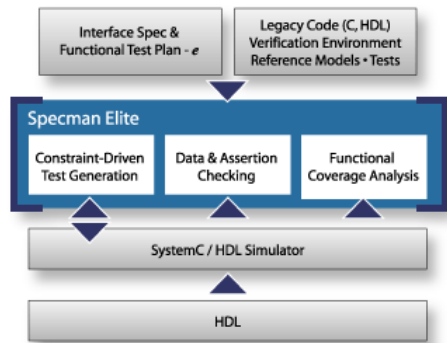 Interface Spec &
Functional Test Plan - e
Legacy Code (C, HDL)
Verification Environment
Reference Models • Tests
Specman Elite
Constraint-Driven
Test Generation
Data & Assertion
Checking
Functional
Coverage Analysis
SystemC / HDL Simulator
HDL